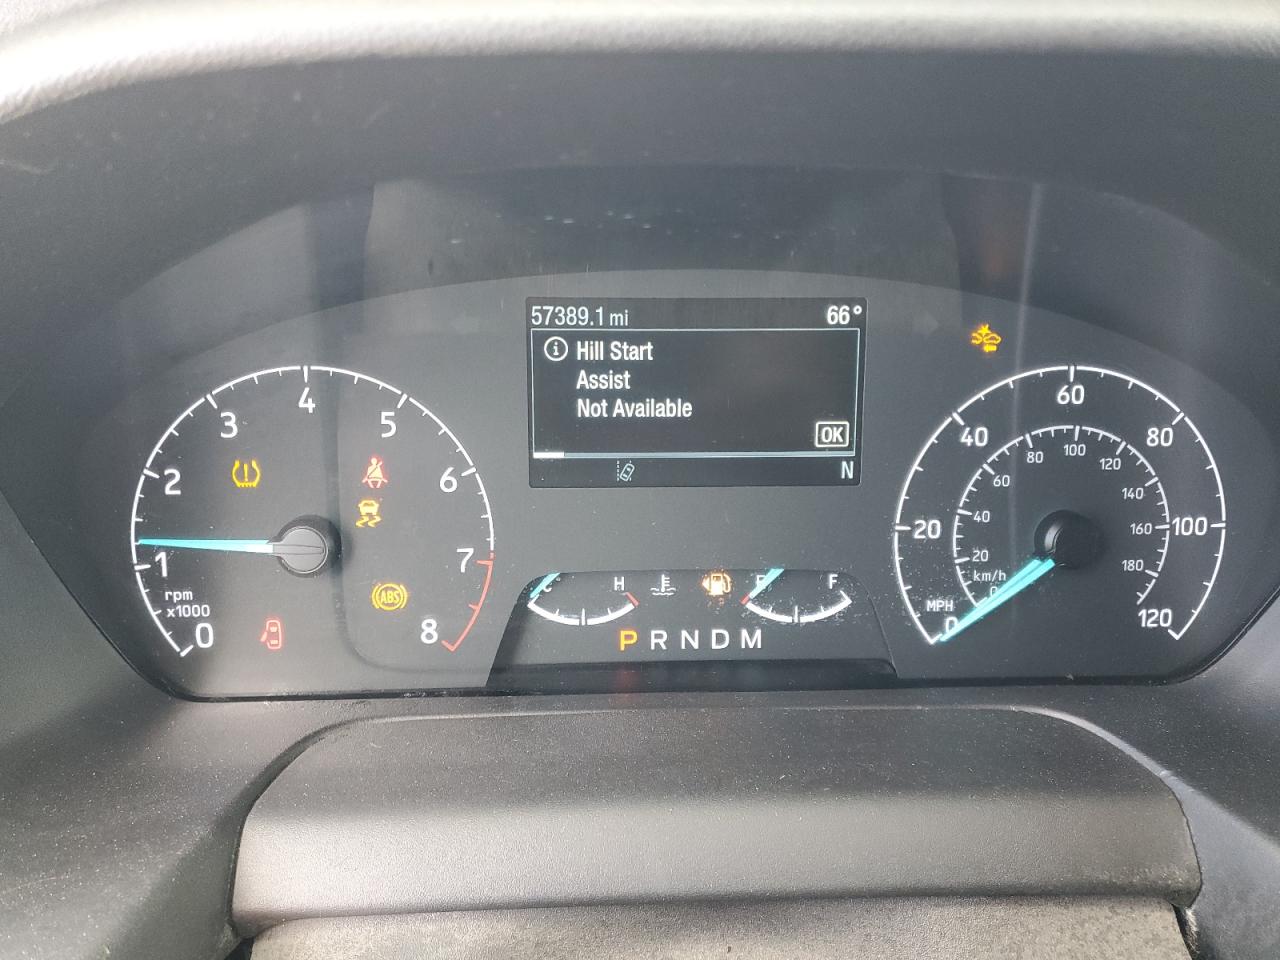 57389.1 mi 66°
Hill Start
Assist
Not Available
OK
N
0 1 2 3 4 5 6 7 8
rpm
x1000
ABS
C H
E F
P R N D M
0 20 40 60 80 100 120
MPH
0 20 40 60 80 100 120 140 160 180
km/h